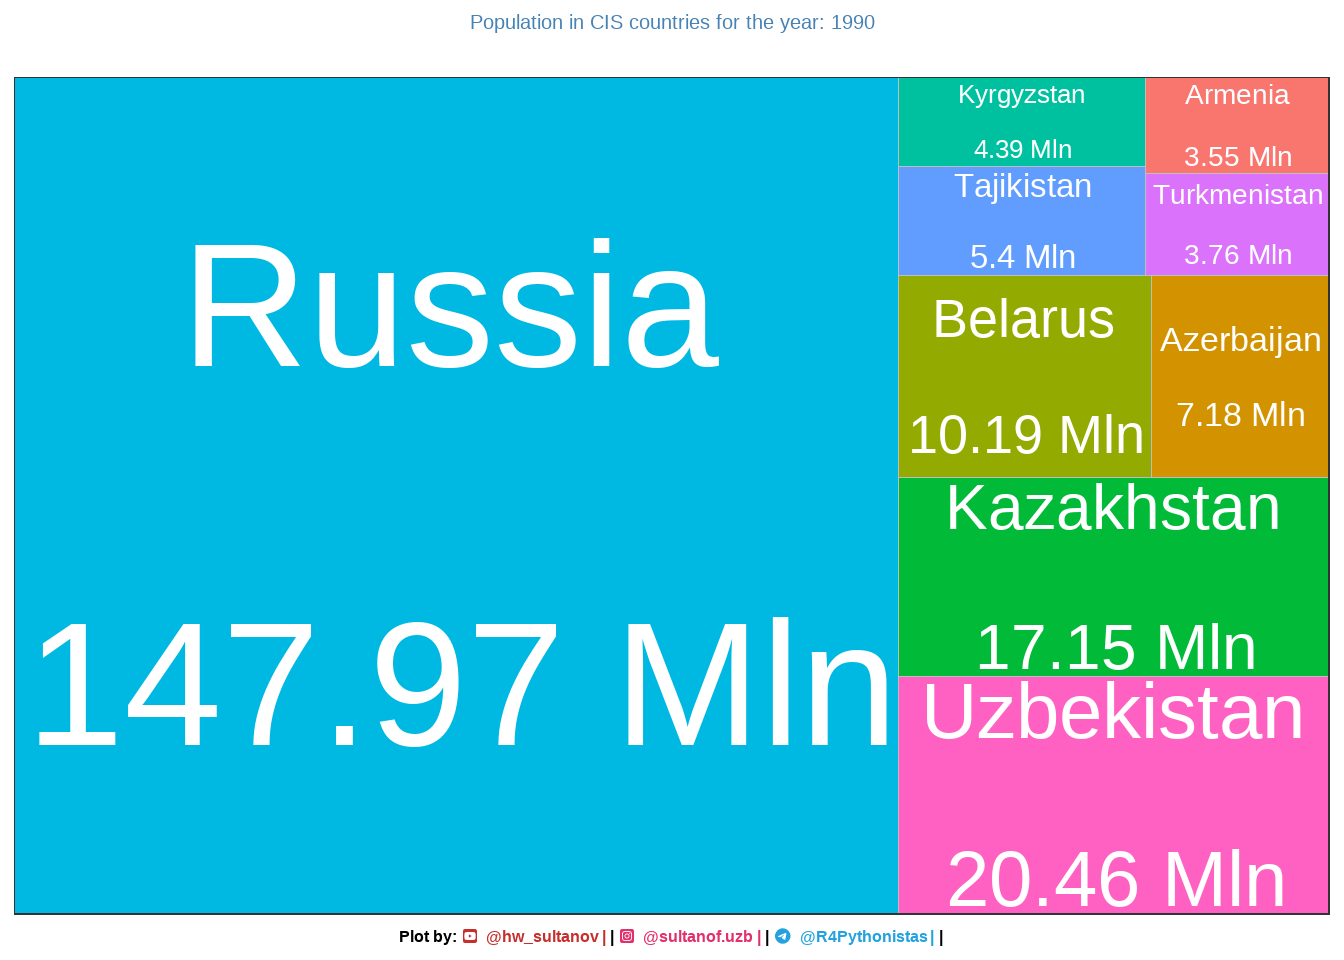 Population in CIS countries for the year: 1990
Russia
147.97 Mln
Kyrgyzstan
4.39 Mln
Armenia
3.55 Mln
Tajikistan
5.4 Mln
Turkmenistan
3.76 Mln
Belarus
10.19 Mln
Azerbaijan
7.18 Mln
Kazakhstan
17.15 Mln
Uzbekistan
20.46 Mln
Plot by: @hw_sultanov | | @sultanof.uzb | | @R4Pythonistas | |